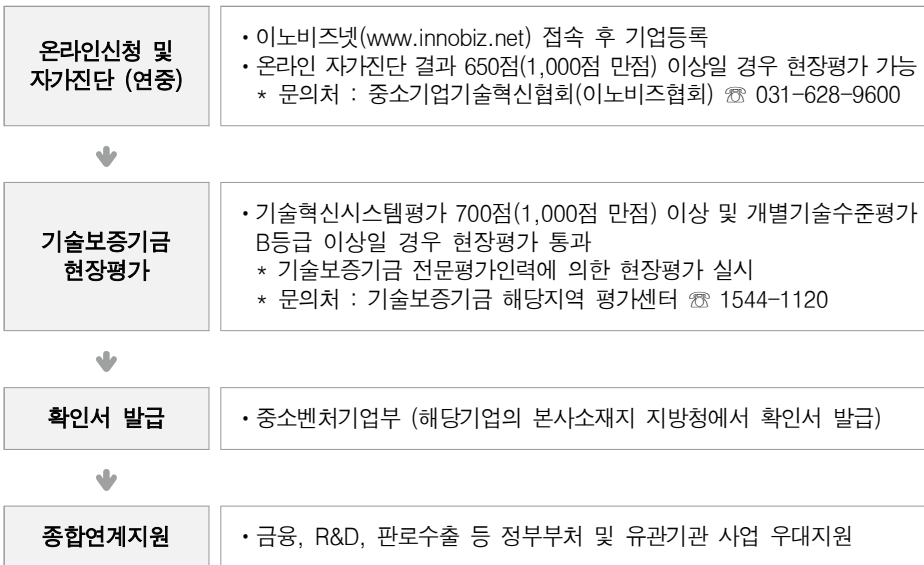 온라인신청 및
자가진단 (연중)
•이노비즈넷(www.innobiz.net) 접속 후 기업등록
•온라인 자가진단 결과 650점(1,000점 만점) 이상일 경우 현장평가 가능
* 문의처 : 중소기업기술혁신협회(이노비즈협회) ☏ 031-628-9600
기술보증기금
현장평가
•기술혁신시스템평가 700점(1,000점 만점) 이상 및 개별기술수준평가
B등급 이상일 경우 현장평가 통과
* 기술보증기금 전문평가인력에 의한 현장평가 실시
* 문의처 : 기술보증기금 해당지역 평가센터 ☏ 1544-1120
확인서 발급
•중소벤처기업부 (해당기업의 본사소재지 지방청에서 확인서 발급)
종합연계지원
•금융, R&D, 판로수출 등 정부부처 및 유관기관 사업 우대지원